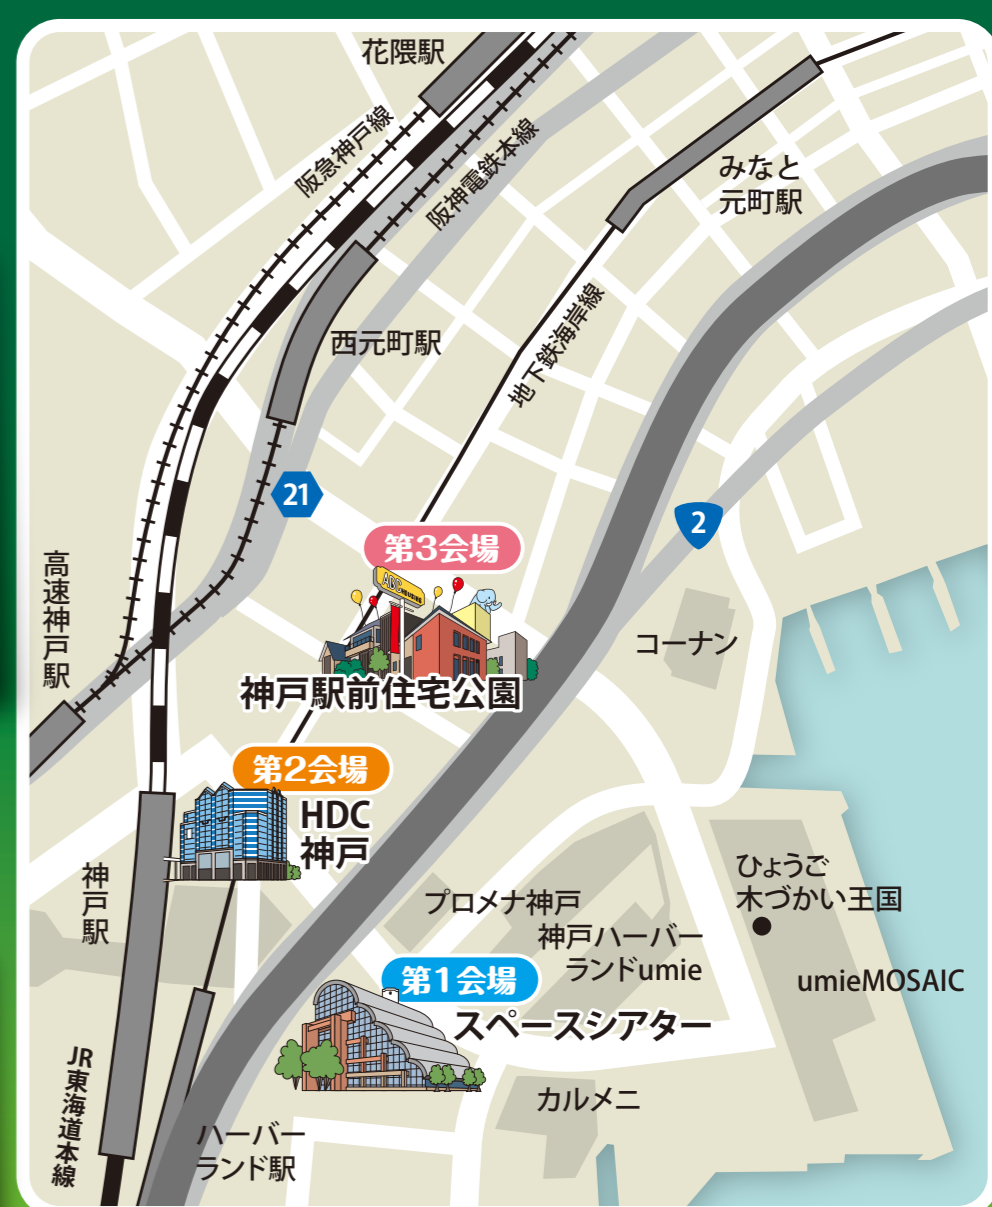 花隈駅
阪急神戸線
阪神電鉄本線
みなと
元町駅
西元町駅
地下鉄海岸線
21
2
第3会場
ABC HOUSING
神戸駅前住宅公園
コーナン
高速神戸駅
第2会場
HDC
神戸
神戸駅
プロメナ神戸
神戸ハーバー
ランドumie
ひょうご
木づかい王国
umieMOSAIC
第1会場
スペースシアター
カルメニ
JR東海道本線
ハーバー
ランド駅